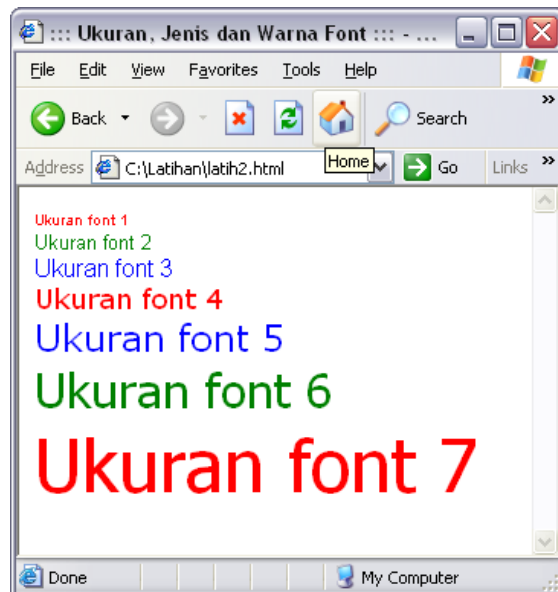 ::: Ukuran, Jenis dan Warna Font ::: - ...
File Edit View Favorites Tools Help
Back Search »
Address C:\Latihan\latih2.html Go Links »
Home
Ukuran font 1
Ukuran font 2
Ukuran font 3
Ukuran font 4
Ukuran font 5
Ukuran font 6
Ukuran font 7
Done My Computer